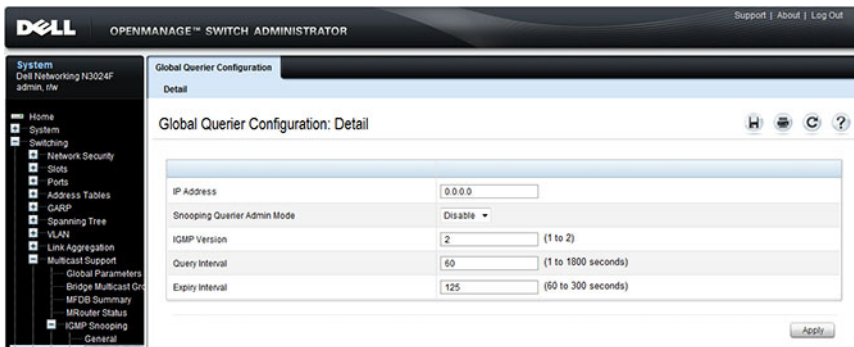 Support | About | Log Out
DELL
OPENMANAGE™ SWITCH ADMINISTRATOR
System
Dell Networking N3024F
admin, r/w
Home
System
Switching
Network Security
Slots
Ports
Address Tables
GARP
Spanning Tree
VLAN
Link Aggregation
Multicast Support
Global Parameters
Bridge Multicast Gro
MFDB Summary
MRouter Status
IGMP Snooping
General
Global Querier Configuration
Detail
Global Querier Configuration: Detail
IP Address 0.0.0.0
Snooping Querier Admin Mode Disable
IGMP Version 2 (1 to 2)
Query Interval 60 (1 to 1800 seconds)
Expiry Interval 125 (60 to 300 seconds)
Apply